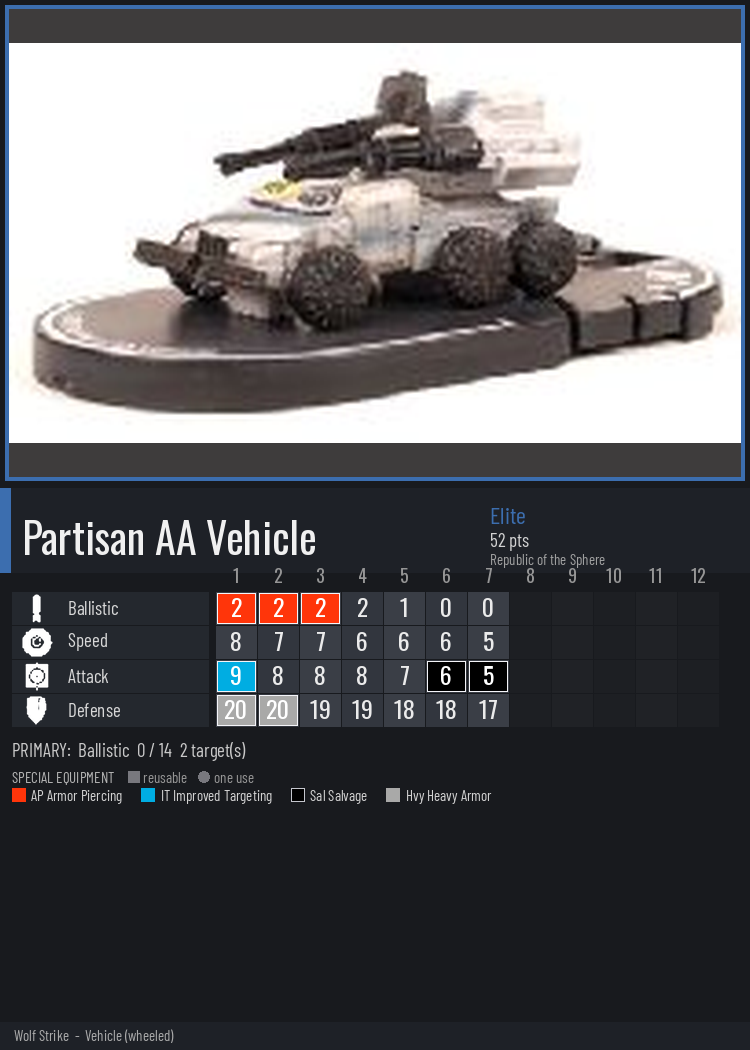 Partisan AA Vehicle
Elite
52 pts
Republic of the Sphere
1 2 3 4 5 6 7 8 9 10 11 12
Ballistic 2 2 2 2 1 0 0
Speed 8 7 7 6 6 6 5
Attack 9 8 8 8 7 6 5
Defense 20 20 19 19 18 18 17
PRIMARY: Ballistic 0 / 14 2 target(s)
SPECIAL EQUIPMENT reusable one use
AP Armor Piercing IT Improved Targeting Sal Salvage Hvy Heavy Armor
Wolf Strike - Vehicle (wheeled)